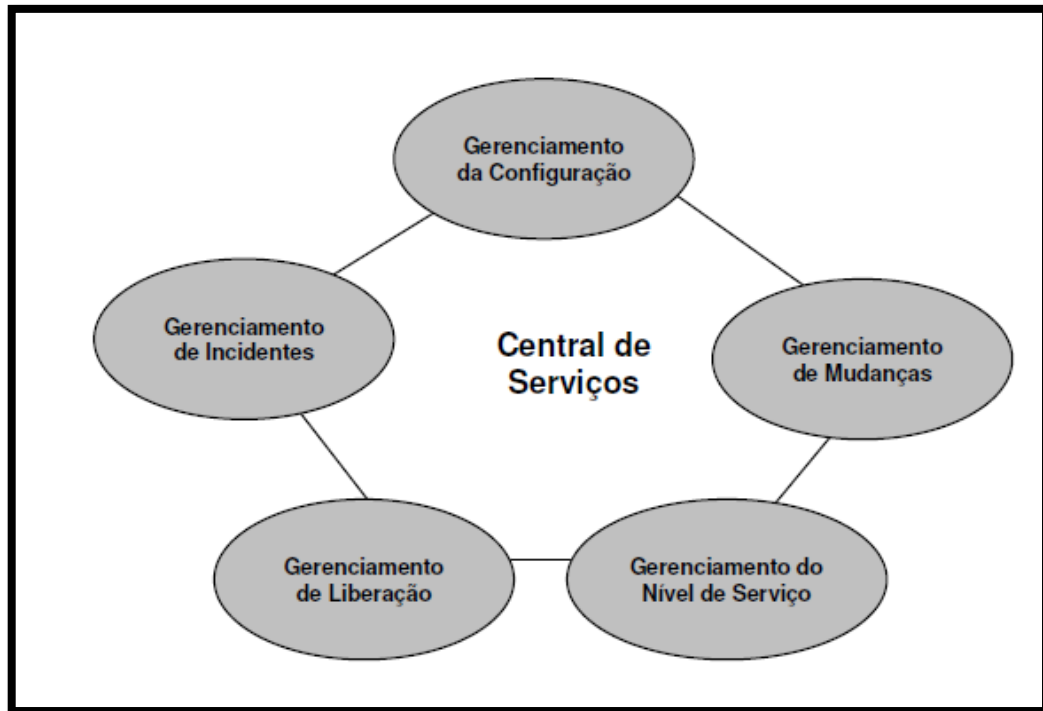 Gerenciamento
da Configuração
Gerenciamento
de Incidentes
Central de
Serviços
Gerenciamento
de Mudanças
Gerenciamento
de Liberação
Gerenciamento do
Nível de Serviço